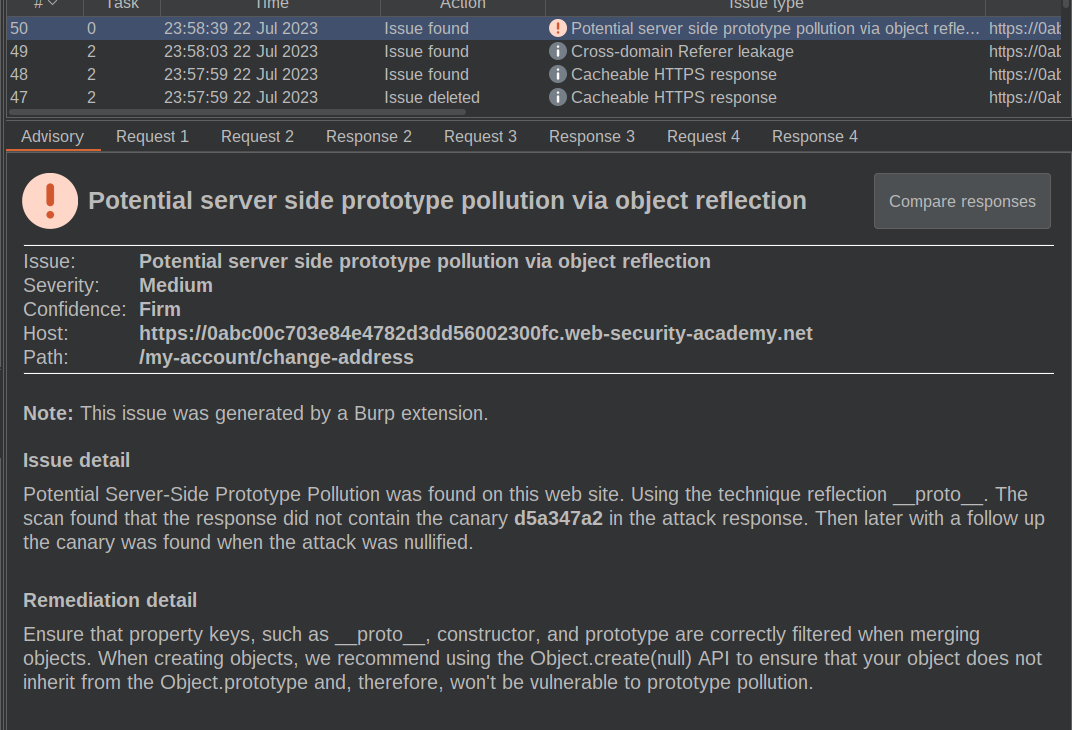 # Task Time Action Issue type
50 0 23:58:39 22 Jul 2023 Issue found Potential server side prototype pollution via object refle... https://0ab
49 2 23:58:03 22 Jul 2023 Issue found Cross-domain Referer leakage
48 2 23:57:59 22 Jul 2023 Issue found Cacheable HTTPS response https://0ab
47 2 23:57:59 22 Jul 2023 Issue deleted Cacheable HTTPS response https://0ab
Advisory Request 1 Request 2 Response 2 Request 3 Response 3 Request 4 Response 4
Potential server side prototype pollution via object reflection Compare responses
Issue: Potential server side prototype pollution via object reflection
Severity: Medium
Confidence: Firm
Host: https://0abc00c703e84e4782d3dd56002300fc.web-security-academy.net
Path: /my-account/change-address
Note: This issue was generated by a Burp extension.
Issue detail
Potential Server-Side Prototype Pollution was found on this web site. Using the technique reflection __proto__. The
scan found that the response did not contain the canary d5a347a2 in the attack response. Then later with a follow up
the canary was found when the attack was nullified.
Remediation detail
Ensure that property keys, such as __proto__, constructor, and prototype are correctly filtered when merging
objects. When creating objects, we recommend using the Object.create(null) API to ensure that your object does not
inherit from the Object.prototype and, therefore, won't be vulnerable to prototype pollution.